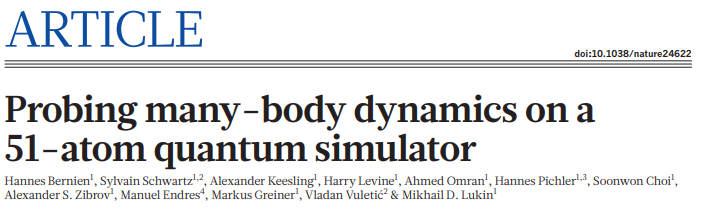 ARTICLE
doi:10.1038/nature24622
Probing many-body dynamics on a
51-atom quantum simulator
Hannes Bernien¹, Sylvain Schwartz¹,², Alexander Keesling¹, Harry Levine¹, Ahmed Omran¹, Hannes Pichler¹,³, Soonwon Choi¹,
Alexander S. Zibrov¹, Manuel Endres⁴, Markus Greiner¹, Vladan Vuletić² & Mikhail D. Lukin¹